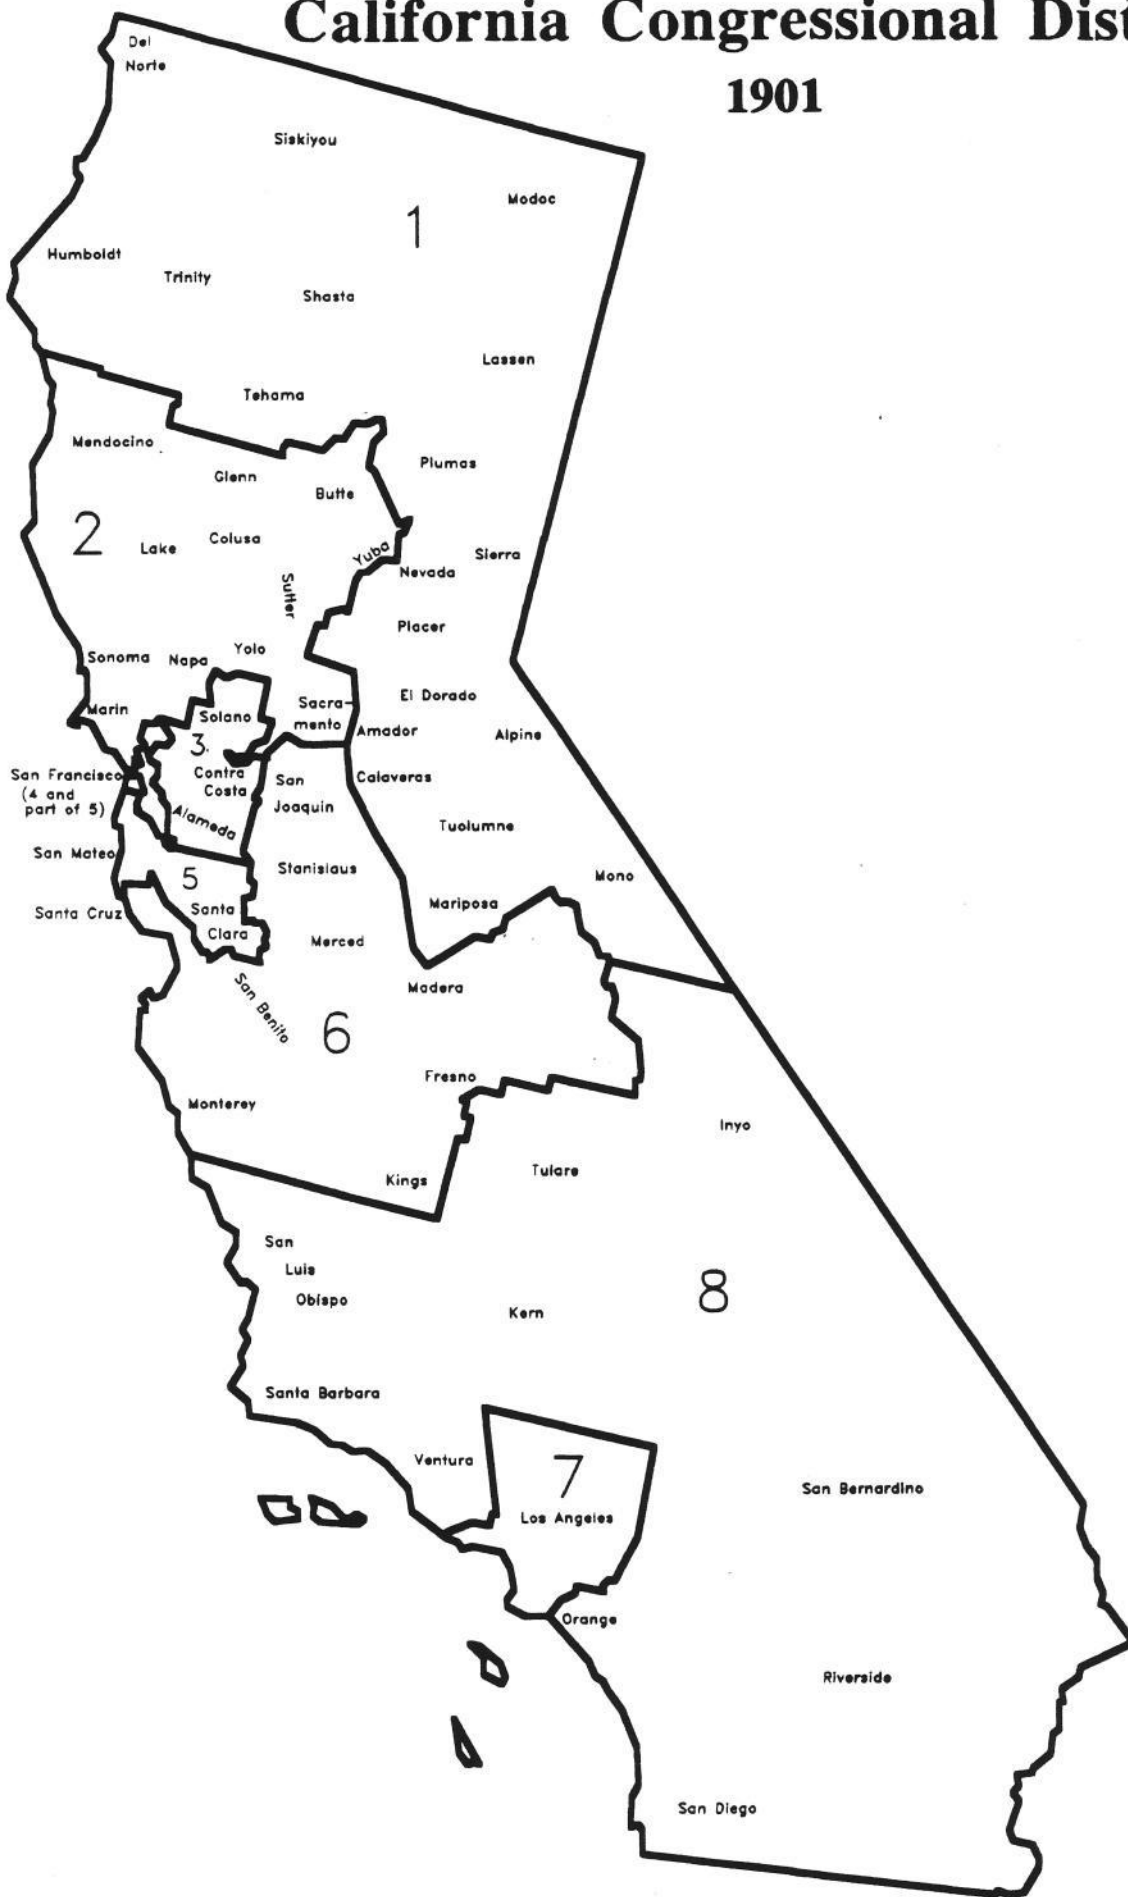 California Congressional Dist
1901
Del
Norte
Siskiyou
Modoc
1
Humboldt
Trinity
Shasta
Lassen
Tehama
Mendocino
Glenn
Butte
Plumas
2
Lake
Colusa
Yuba
Sierra
Nevada
Sutter
Placer
Sonoma
Napa
Yolo
El Dorado
Marin
Solano
Sacra-
mento
Amador
Alpine
3
San Francisco
(4 and
part of 5)
Contra
Costa
San
Joaquin
Calaveras
Alameda
Tuolumne
San Mateo
Stanislaus
5
Mono
Santa Cruz
Santa
Clara
Mariposa
Merced
Madera
San Benito
6
Fresno
Monterey
Inyo
Kings
Tulare
San
Luis
Obispo
8
Kern
Santa Barbara
Ventura
7
Los Angeles
San Bernardino
Orange
Riverside
San Diego